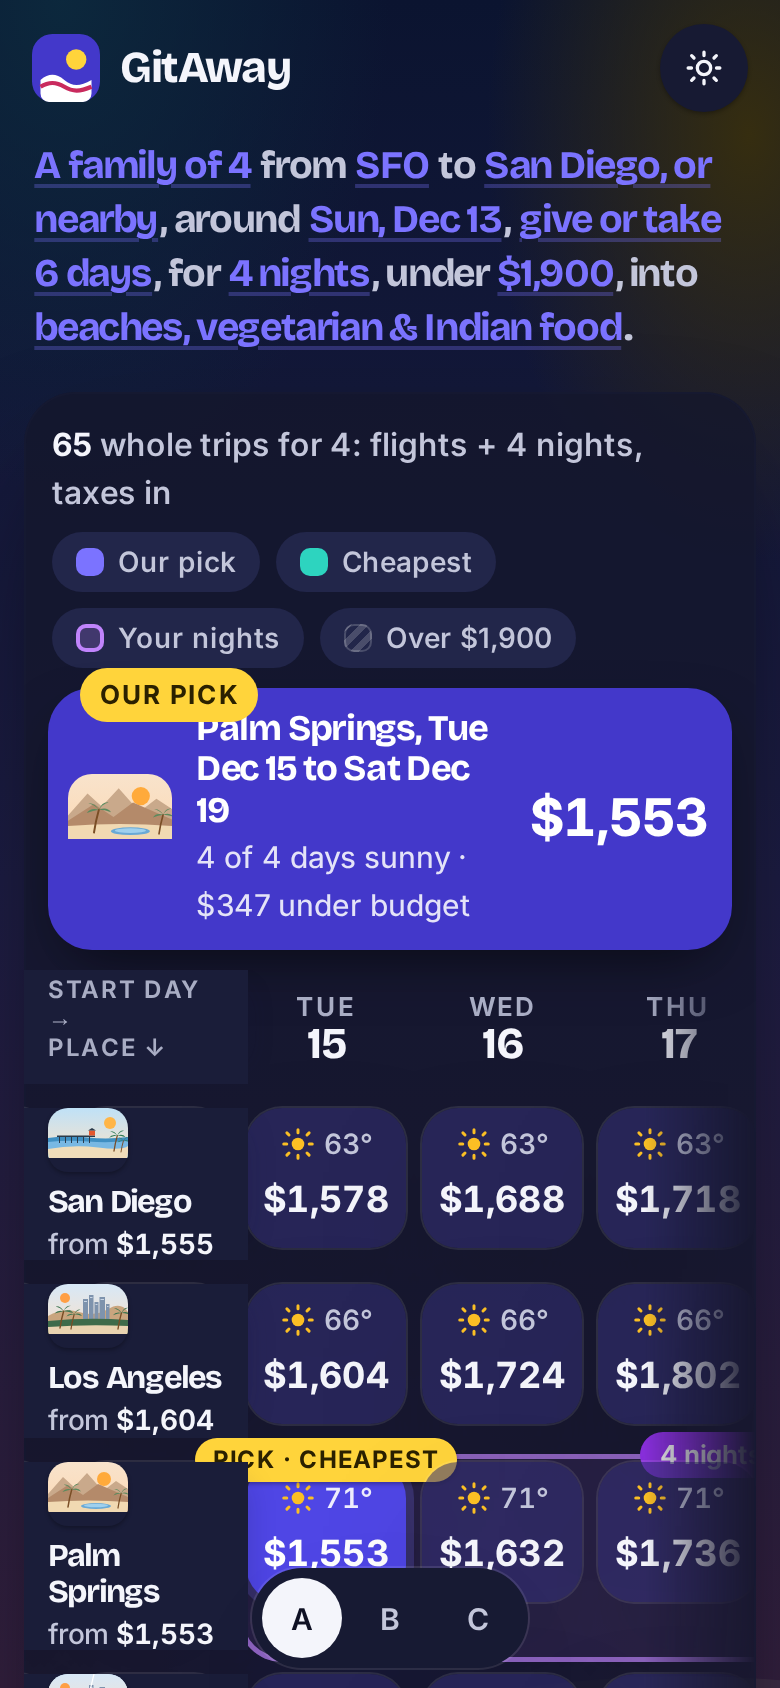 GitAway
A family of 4 from SFO to San Diego, or
nearby, around Sun, Dec 13, give or take
6 days, for 4 nights, under $1,900, into
beaches, vegetarian & Indian food.
65 whole trips for 4: flights + 4 nights,
taxes in
Our pick
Cheapest
Your nights
Over $1,900
OUR PICK
Palm Springs, Tue
Dec 15 to Sat Dec
19
4 of 4 days sunny ·
$347 under budget
$1,553
START DAY
→
PLACE ↓
TUE
15
WED
16
THU
17
San Diego
from $1,555
63°
$1,578
63°
$1,688
63°
$1,718
Los Angeles
from $1,604
66°
$1,604
66°
$1,724
66°
$1,802
PICK · CHEAPEST
4 nights
Palm
Springs
from $1,553
71°
$1,553
71°
$1,632
71°
$1,736
A
B
C